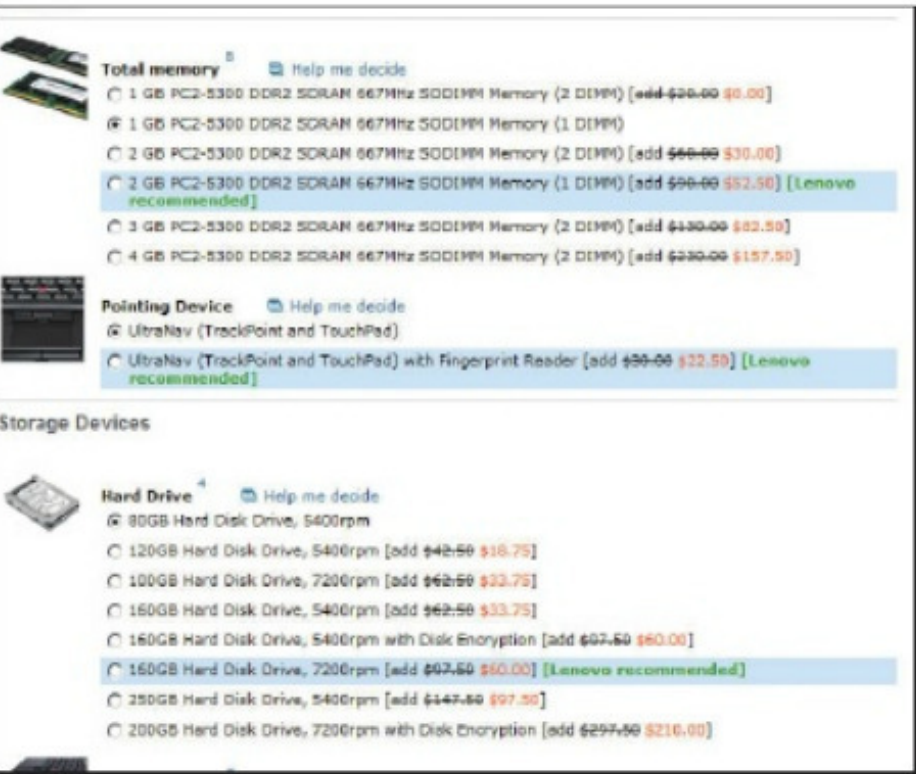 Total memory 5 Help me decide
1 GB PC2-5300 DDR2 SDRAM 667MHz SODIMM Memory (2 DIMM) [add $20.00 $0.00]
1 GB PC2-5300 DDR2 SDRAM 667MHz SODIMM Memory (1 DIMM)
2 GB PC2-5300 DDR2 SDRAM 667MHz SODIMM Memory (2 DIMM) [add $60.00 $30.00]
2 GB PC2-5300 DDR2 SDRAM 667MHz SODIMM Memory (1 DIMM) [add $90.00 $52.50] [Lenovo
recommended]
3 GB PC2-5300 DDR2 SDRAM 667MHz SODIMM Memory (2 DIMM) [add $130.00 $82.50]
4 GB PC2-5300 DDR2 SDRAM 667MHz SODIMM Memory (2 DIMM) [add $230.00 $157.50]
Pointing Device Help me decide
UltraNav (TrackPoint and TouchPad)
UltraNav (TrackPoint and TouchPad) with Fingerprint Reader [add $30.00 $22.50] [Lenovo
recommended]
Storage Devices
Hard Drive 4 Help me decide
80GB Hard Disk Drive, 5400rpm
120GB Hard Disk Drive, 5400rpm [add $42.50 $18.75]
100GB Hard Disk Drive, 7200rpm [add $62.50 $33.75]
160GB Hard Disk Drive, 5400rpm [add $62.50 $33.75]
160GB Hard Disk Drive, 5400rpm with Disk Encryption [add $97.50 $60.00]
160GB Hard Disk Drive, 7200rpm [add $97.50 $60.00] [Lenovo recommended]
250GB Hard Disk Drive, 5400rpm [add $147.50 $97.50]
200GB Hard Disk Drive, 7200rpm with Disk Encryption [add $297.50 $210.00]